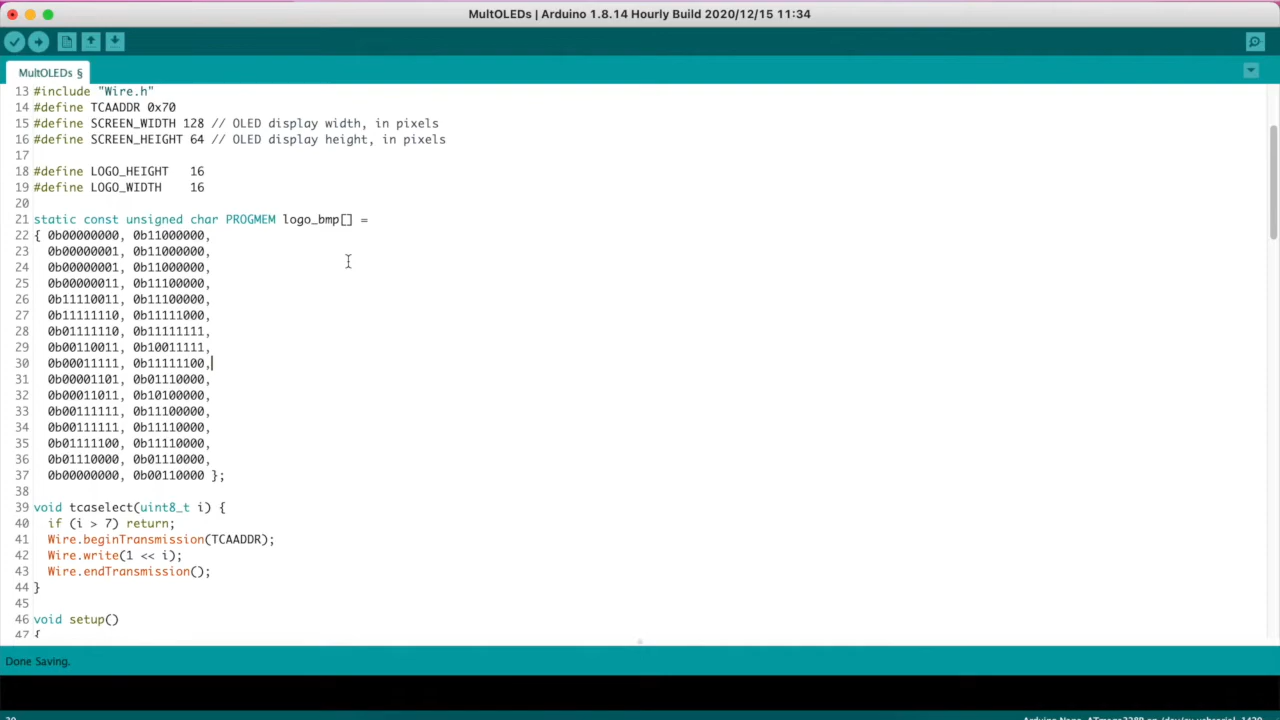 MultOLEDs | Arduino 1.8.14 Hourly Build 2020/12/15 11:34
MultOLEDs §
13 #include "Wire.h"
14 #define TCAADDR 0x70
15 #define SCREEN_WIDTH 128 // OLED display width, in pixels
16 #define SCREEN_HEIGHT 64 // OLED display height, in pixels
17
18 #define LOGO_HEIGHT   16
19 #define LOGO_WIDTH    16
20
21 static const unsigned char PROGMEM logo_bmp[] =
22 { 0b00000000, 0b11000000,
23   0b00000001, 0b11000000,
24   0b00000001, 0b11000000,
25   0b00000011, 0b11100000,
26   0b11110011, 0b11100000,
27   0b11111110, 0b11111000,
28   0b01111110, 0b11111111,
29   0b00110011, 0b10011111,
30   0b00011111, 0b11111100,
31   0b00001101, 0b01110000,
32   0b00011011, 0b10100000,
33   0b00111111, 0b11100000,
34   0b00111111, 0b11110000,
35   0b01111100, 0b11110000,
36   0b01110000, 0b01110000,
37   0b00000000, 0b00110000 };
38
39 void tcaselect(uint8_t i) {
40   if (i > 7) return;
41   Wire.beginTransmission(TCAADDR);
42   Wire.write(1 << i);
43   Wire.endTransmission();
44 }
45
46 void setup()
47 {
Done Saving.